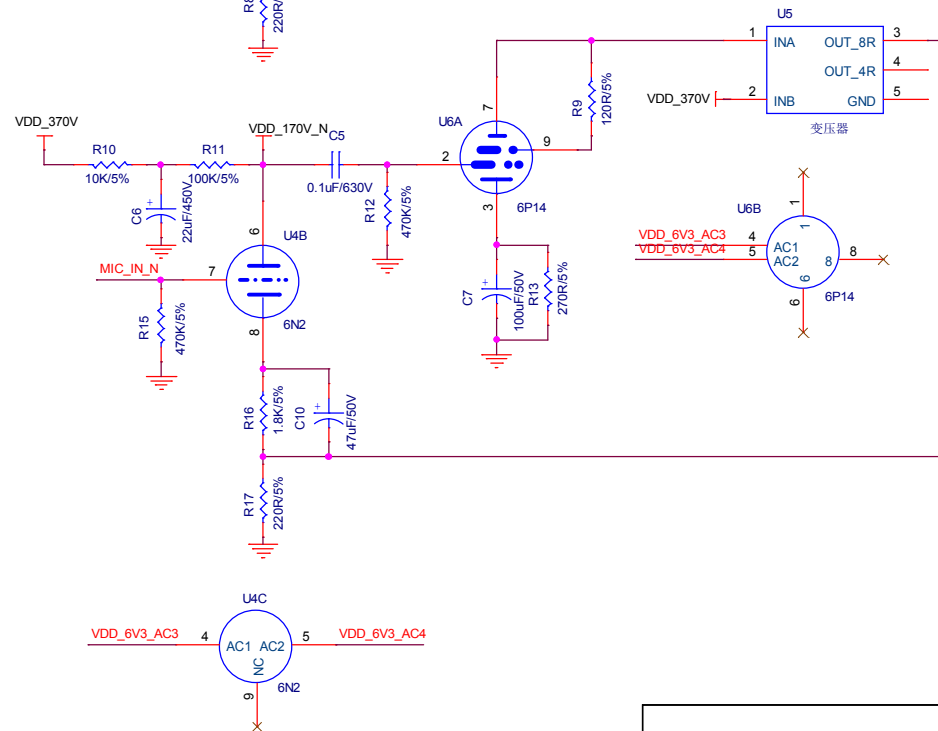 R8
220R/5%
U5
1
INA
OUT_8R
3
OUT_4R
4
VDD_370V
2
INB
GND
5
变压器
R9
120R/5%
7
U6A
9
2
3
6P14
VDD_370V
VDD_170V_N
C5
R10
10K/5%
R11
100K/5%
0.1uF/630V
C6
+
22uF/450V
R12
470K/5%
6
U4B
MIC_IN_N
7
8
6N2
R15
470K/5%
C7
+
100uF/50V
R13
270R/5%
1
U6B
1
VDD_6V3_AC3
4
AC1
VDD_6V3_AC4
5
AC2
8
8
6
6
6P14
R16
1.8K/5%
C10
+
47uF/50V
R17
220R/5%
U4C
VDD_6V3_AC3
4
AC1
AC2
5
VDD_6V3_AC4
NC
9
6N2